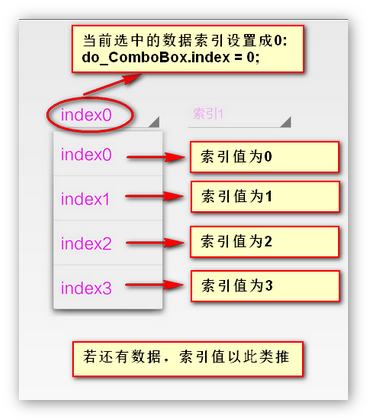 当前选中的数据索引设置成0:
do_ComboBox.index = 0;
index0
索引1
index0
索引值为0
index1
索引值为1
index2
索引值为2
index3
索引值为3
若还有数据．索引值以此类推